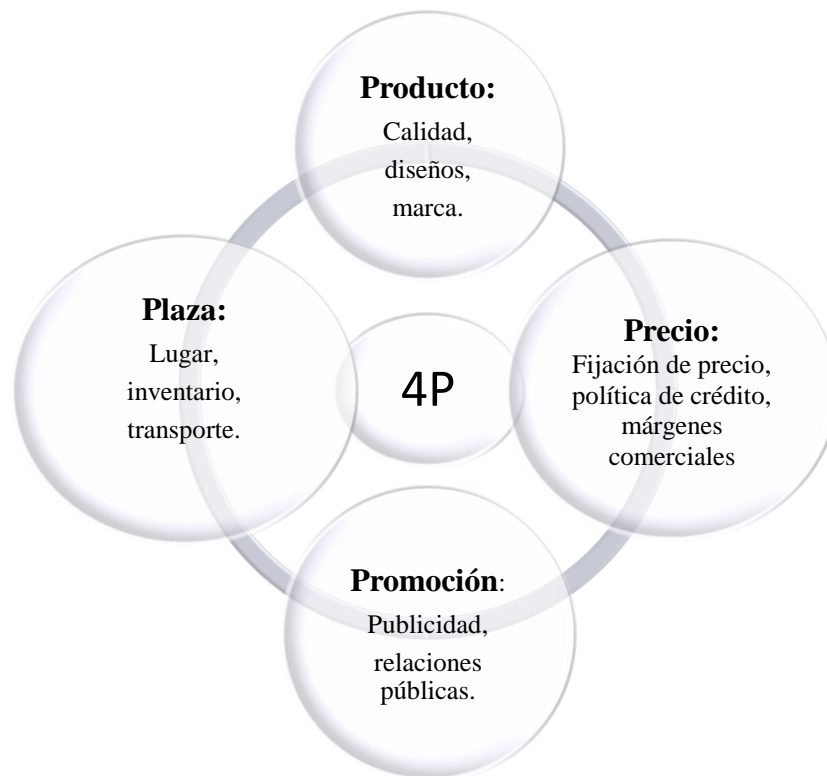 Producto:
Calidad,
diseños,
marca.
Plaza:
Lugar,
inventario,
transporte.
4P
Precio:
Fijación de precio,
política de crédito,
márgenes
comerciales
Promoción:
Publicidad,
relaciones
públicas.